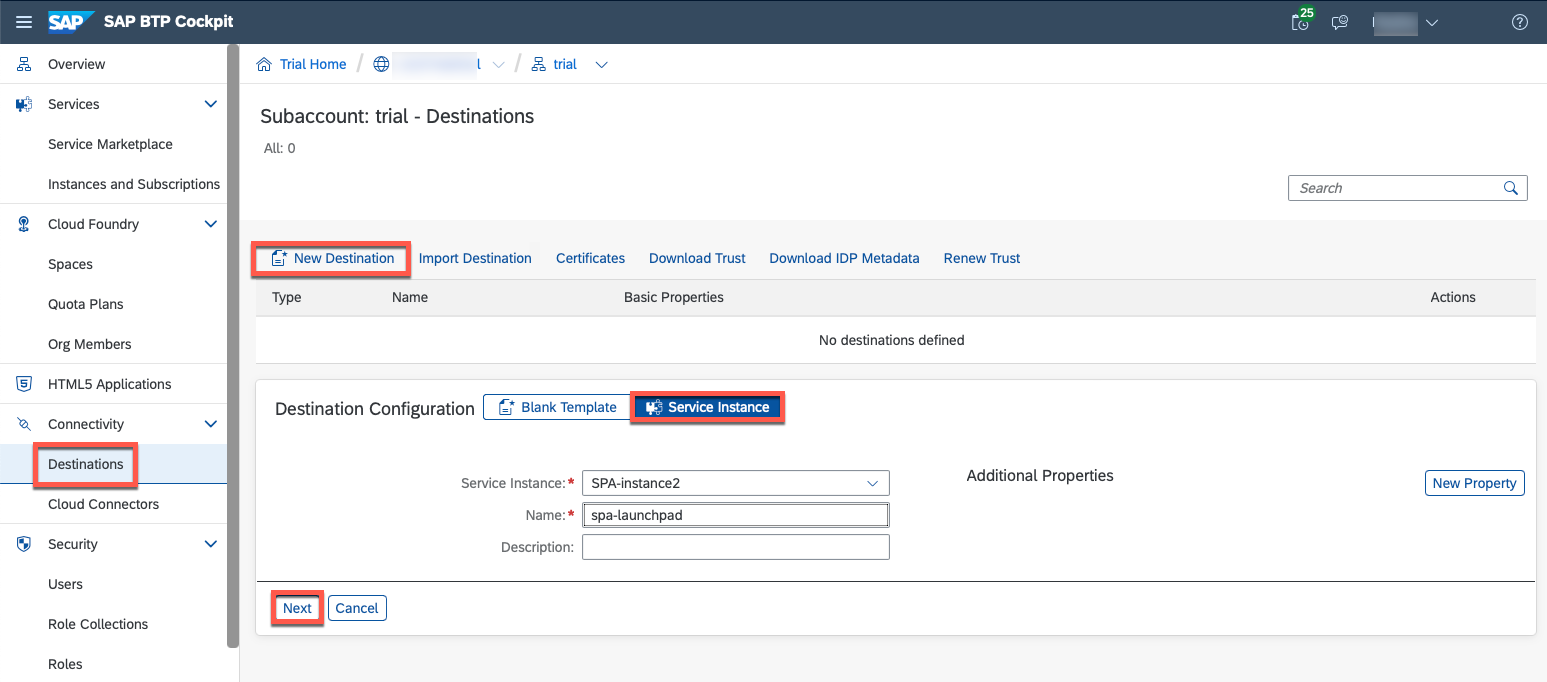 SAP SAP BTP Cockpit 25
Overview
Services
Service Marketplace
Instances and Subscriptions
Cloud Foundry
Spaces
Quota Plans
Org Members
HTML5 Applications
Connectivity
Destinations
Cloud Connectors
Security
Users
Role Collections
Roles
Trial Home / / trial
Subaccount: trial - Destinations
All: 0
Search
New Destination Import Destination Certificates Download Trust Download IDP Metadata Renew Trust
Type Name Basic Properties Actions
No destinations defined
Destination Configuration Blank Template Service Instance
Service Instance:* SPA-instance2
Name:* spa-launchpad
Description:
Additional Properties New Property
Next Cancel